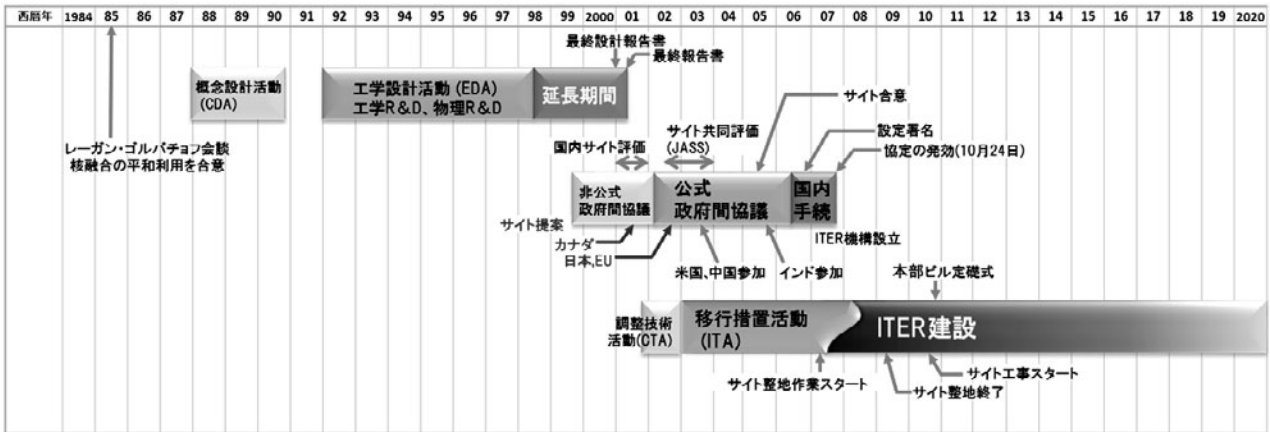 西暦年 1984 85 86 87 88 89 90 91 92 93 94 95 96 97 98 99 2000 01 02 03 04 05 06 07 08 09 10 11 12 13 14 15 16 17 18 19 2020
最終設計報告書
最終報告書
概念設計活動
(CDA)
工学設計活動 (EDA)
工学R&D、物理R&D
延長期間
サイト合意
レーガン・ゴルバチョフ会談
核融合の平和利用を合意
国内サイト評価
サイト共同評価
(JASS)
設定署名
協定の発効(10月24日)
非公式
政府間協議
公式
政府間協議
国内
手続
サイト提案
カナダ
日本,EU
米国、中国参加
インド参加
ITER機構設立
本部ビル定礎式
調整技術
活動(CTA)
移行措置活動
(ITA)
ITER建設
サイト整地作業スタート
サイト工事スタート
サイト整地終了